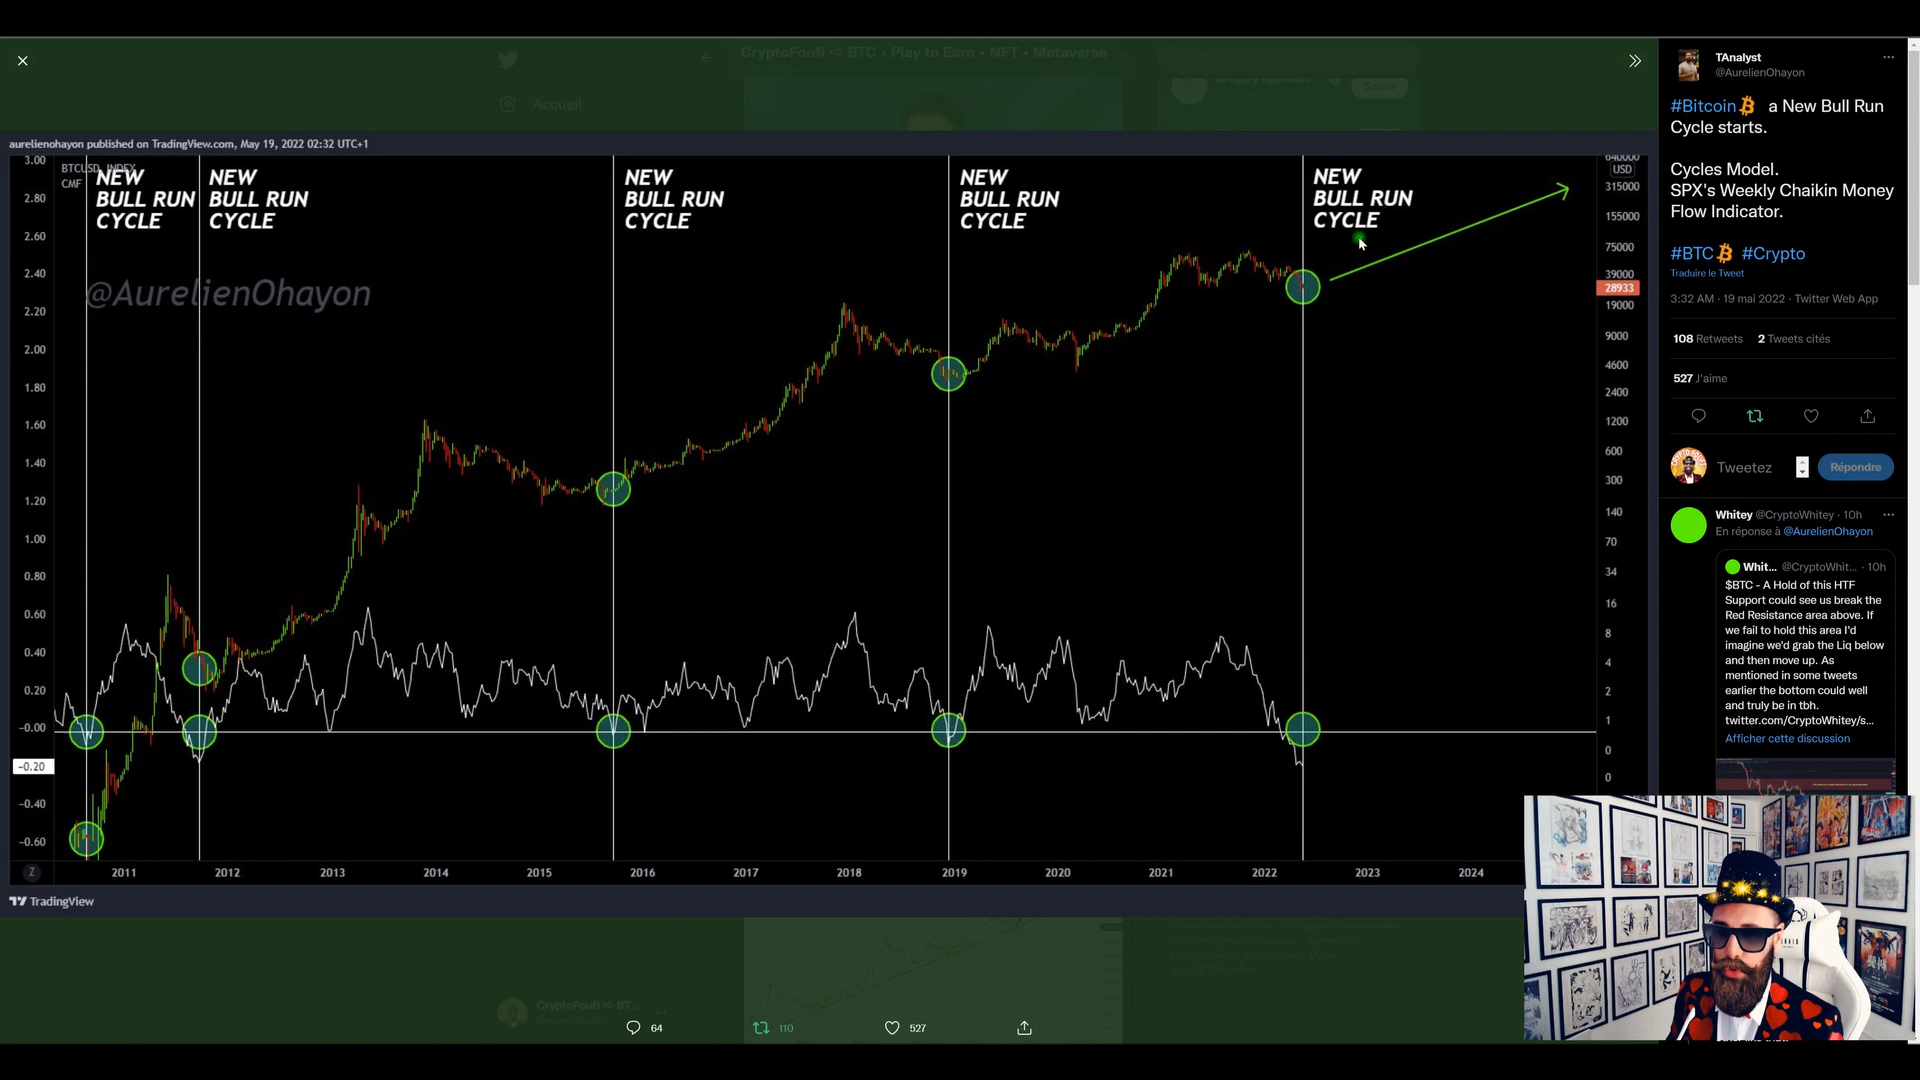 CryptoFoufi ⇨ BTC • Play to Earn • NFT • Metaverse
Accueil
Suivre
aurelienohayon published on TradingView.com, May 19, 2022 02:32 UTC+1
BTCUSD, INDEX
CMF
NEW
BULL RUN
CYCLE
NEW
BULL RUN
CYCLE
NEW
BULL RUN
CYCLE
NEW
BULL RUN
CYCLE
NEW
BULL RUN
CYCLE
@AurelienOhayon
3.00
2.80
2.60
2.40
2.20
2.00
1.80
1.60
1.40
1.20
1.00
0.80
0.60
0.40
0.20
−0.00
−0.20
−0.40
−0.60
640000
USD
315000
155000
75000
39000
28933
19000
9000
4600
2400
1200
600
300
140
70
34
16
8
4
2
1
0
0
Z
2011
2012
2013
2014
2015
2016
2017
2018
2019
2020
2021
2022
2023
2024
TradingView
CryptoFoufi ⇨ BT...
64
110
527
TAnalyst
@AurelienOhayon
#Bitcoin a New Bull Run
Cycle starts.
Cycles Model.
SPX's Weekly Chaikin Money
Flow Indicator.
#BTC #Crypto
Traduire le Tweet
3:32 AM · 19 mai 2022 · Twitter Web App
108 Retweets 2 Tweets cités
527 J'aime
Tweetez
Répondre
Whitey @CryptoWhitey · 10h
En réponse à @AurelienOhayon
Whit... @CryptoWhit... · 10h
$BTC - A Hold of this HTF
Support could see us break the
Red Resistance area above. If
we fail to hold this area I'd
imagine we'd grab the Liq below
and then move up. As
mentioned in some tweets
earlier the bottom could well
and truly be in tbh.
twitter.com/CryptoWhitey/s...
Afficher cette discussion